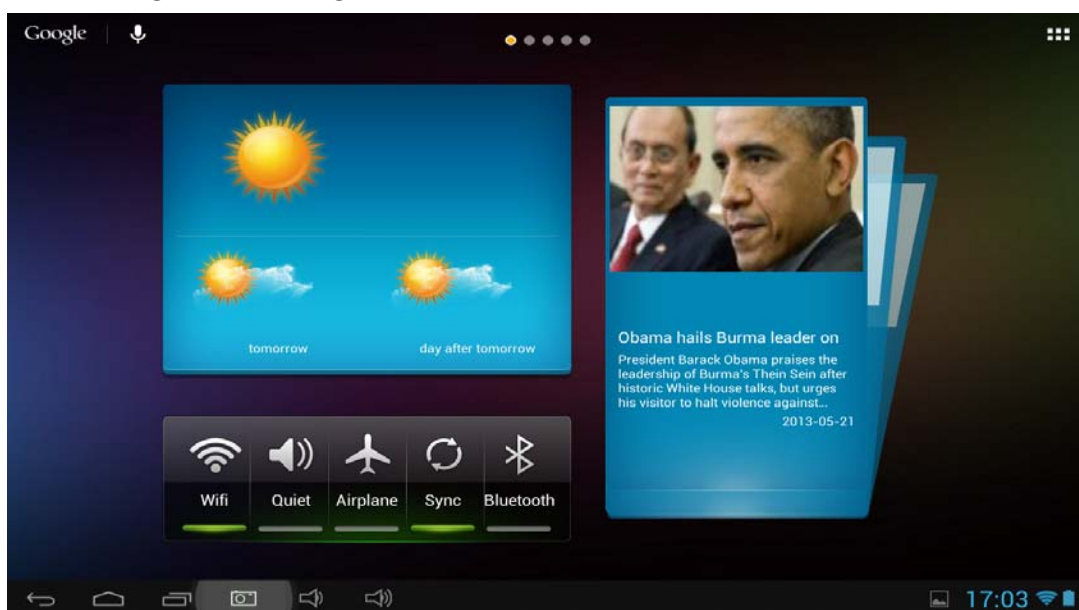 Google
tomorrow
day after tomorrow
Obama hails Burma leader on
President Barack Obama praises the
leadership of Burma's Thein Sein after
historic White House talks, but urges
his visitor to halt violence against...
2013-05-21
Wifi Quiet Airplane Sync Bluetooth
17:03